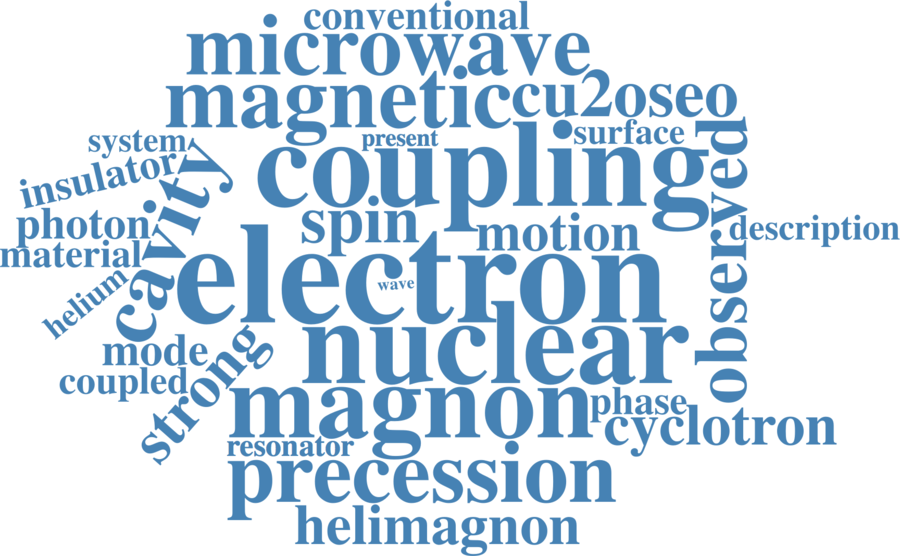 conventional
microwave
magnetic
cu2oseo
system
present
surface
insulator
coupling
observed
cavity
photon
spin
motion
description
material
electron
wave
helium
nuclear
mode
strong
coupled
magnon
phase
cyclotron
resonator
precession
helimagnon